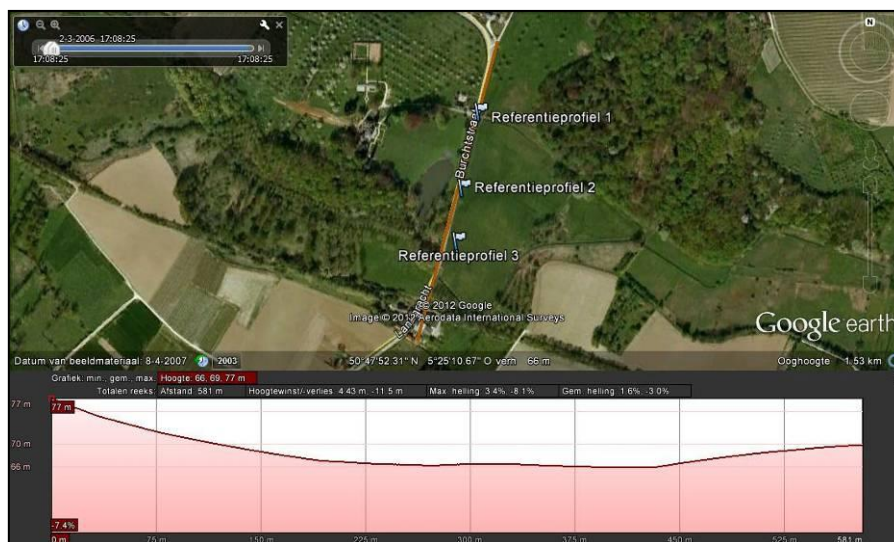 2-3-2006 17:08:25
17:08:25 17:08:25
N
Referentieprofiel 1
Burchtstraat
Referentieprofiel 2
Referentieprofiel 3
© 2012 Google
Image © 2012 Aerodata International Surveys
Google earth
Datum van beeldmateriaal: 8-4-2007 2003 50°47'52.31" N 5°25'10.67" O verh 66 m Ooghoogte 1.53 km
Grafiek: min., gem., max. Hoogte: 66, 69, 77 m
Totalen reeks: Afstand: 581 m Hoogtewinst/-verlies: 4.43 m, -11.5 m Max. helling: 3.4%, -8.1% Gem. helling: 1.6%, -3.0%
77 m 77 m
70 m
66 m
-7.4%
0 m 75 m 150 m 225 m 300 m 375 m 450 m 525 m 581 m